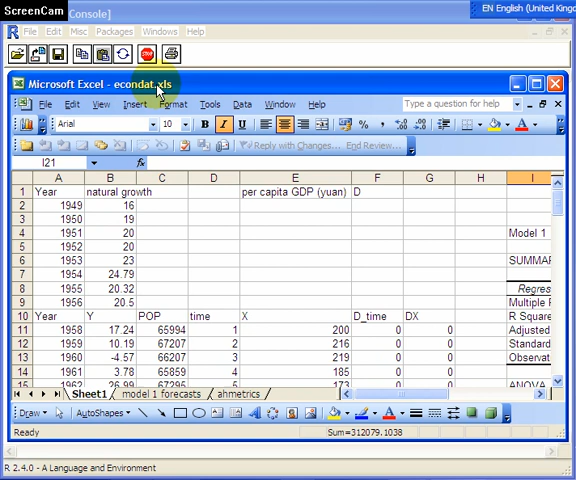 ScreenCam
Console]
EN English (United King
File Edit Misc Packages Windows Help
Microsoft Excel - econdat.xls
File Edit View Insert Format Tools Data Window Help Type a question for help
Arial 10 B I U
Reply with Changes... End Review...
I21 fx
A B C D E F G H I
1 Year natural growth per capita GDP (yuan) D
2 1949 16
3 1950 19
4 1951 20 Model 1
5 1952 20
6 1953 23 SUMMAR
7 1954 24.79
8 1955 20.32 Regres
9 1956 20.5 Multiple F
10 Year Y POP time X D_time DX R Square
11 1958 17.24 65994 1 200 0 0 Adjusted
12 1959 10.19 67207 2 216 0 0 Standard
13 1960 -4.57 66207 3 219 0 0 Observat
14 1961 3.78 65859 4 185 0 0
15 1962 26.99 67295 5 173 0 0 ANOVA
Sheet1 model 1 forecasts ahmetrics
Draw AutoShapes
Ready Sum=312079.1038
R 2.4.0 - A Language and Environment